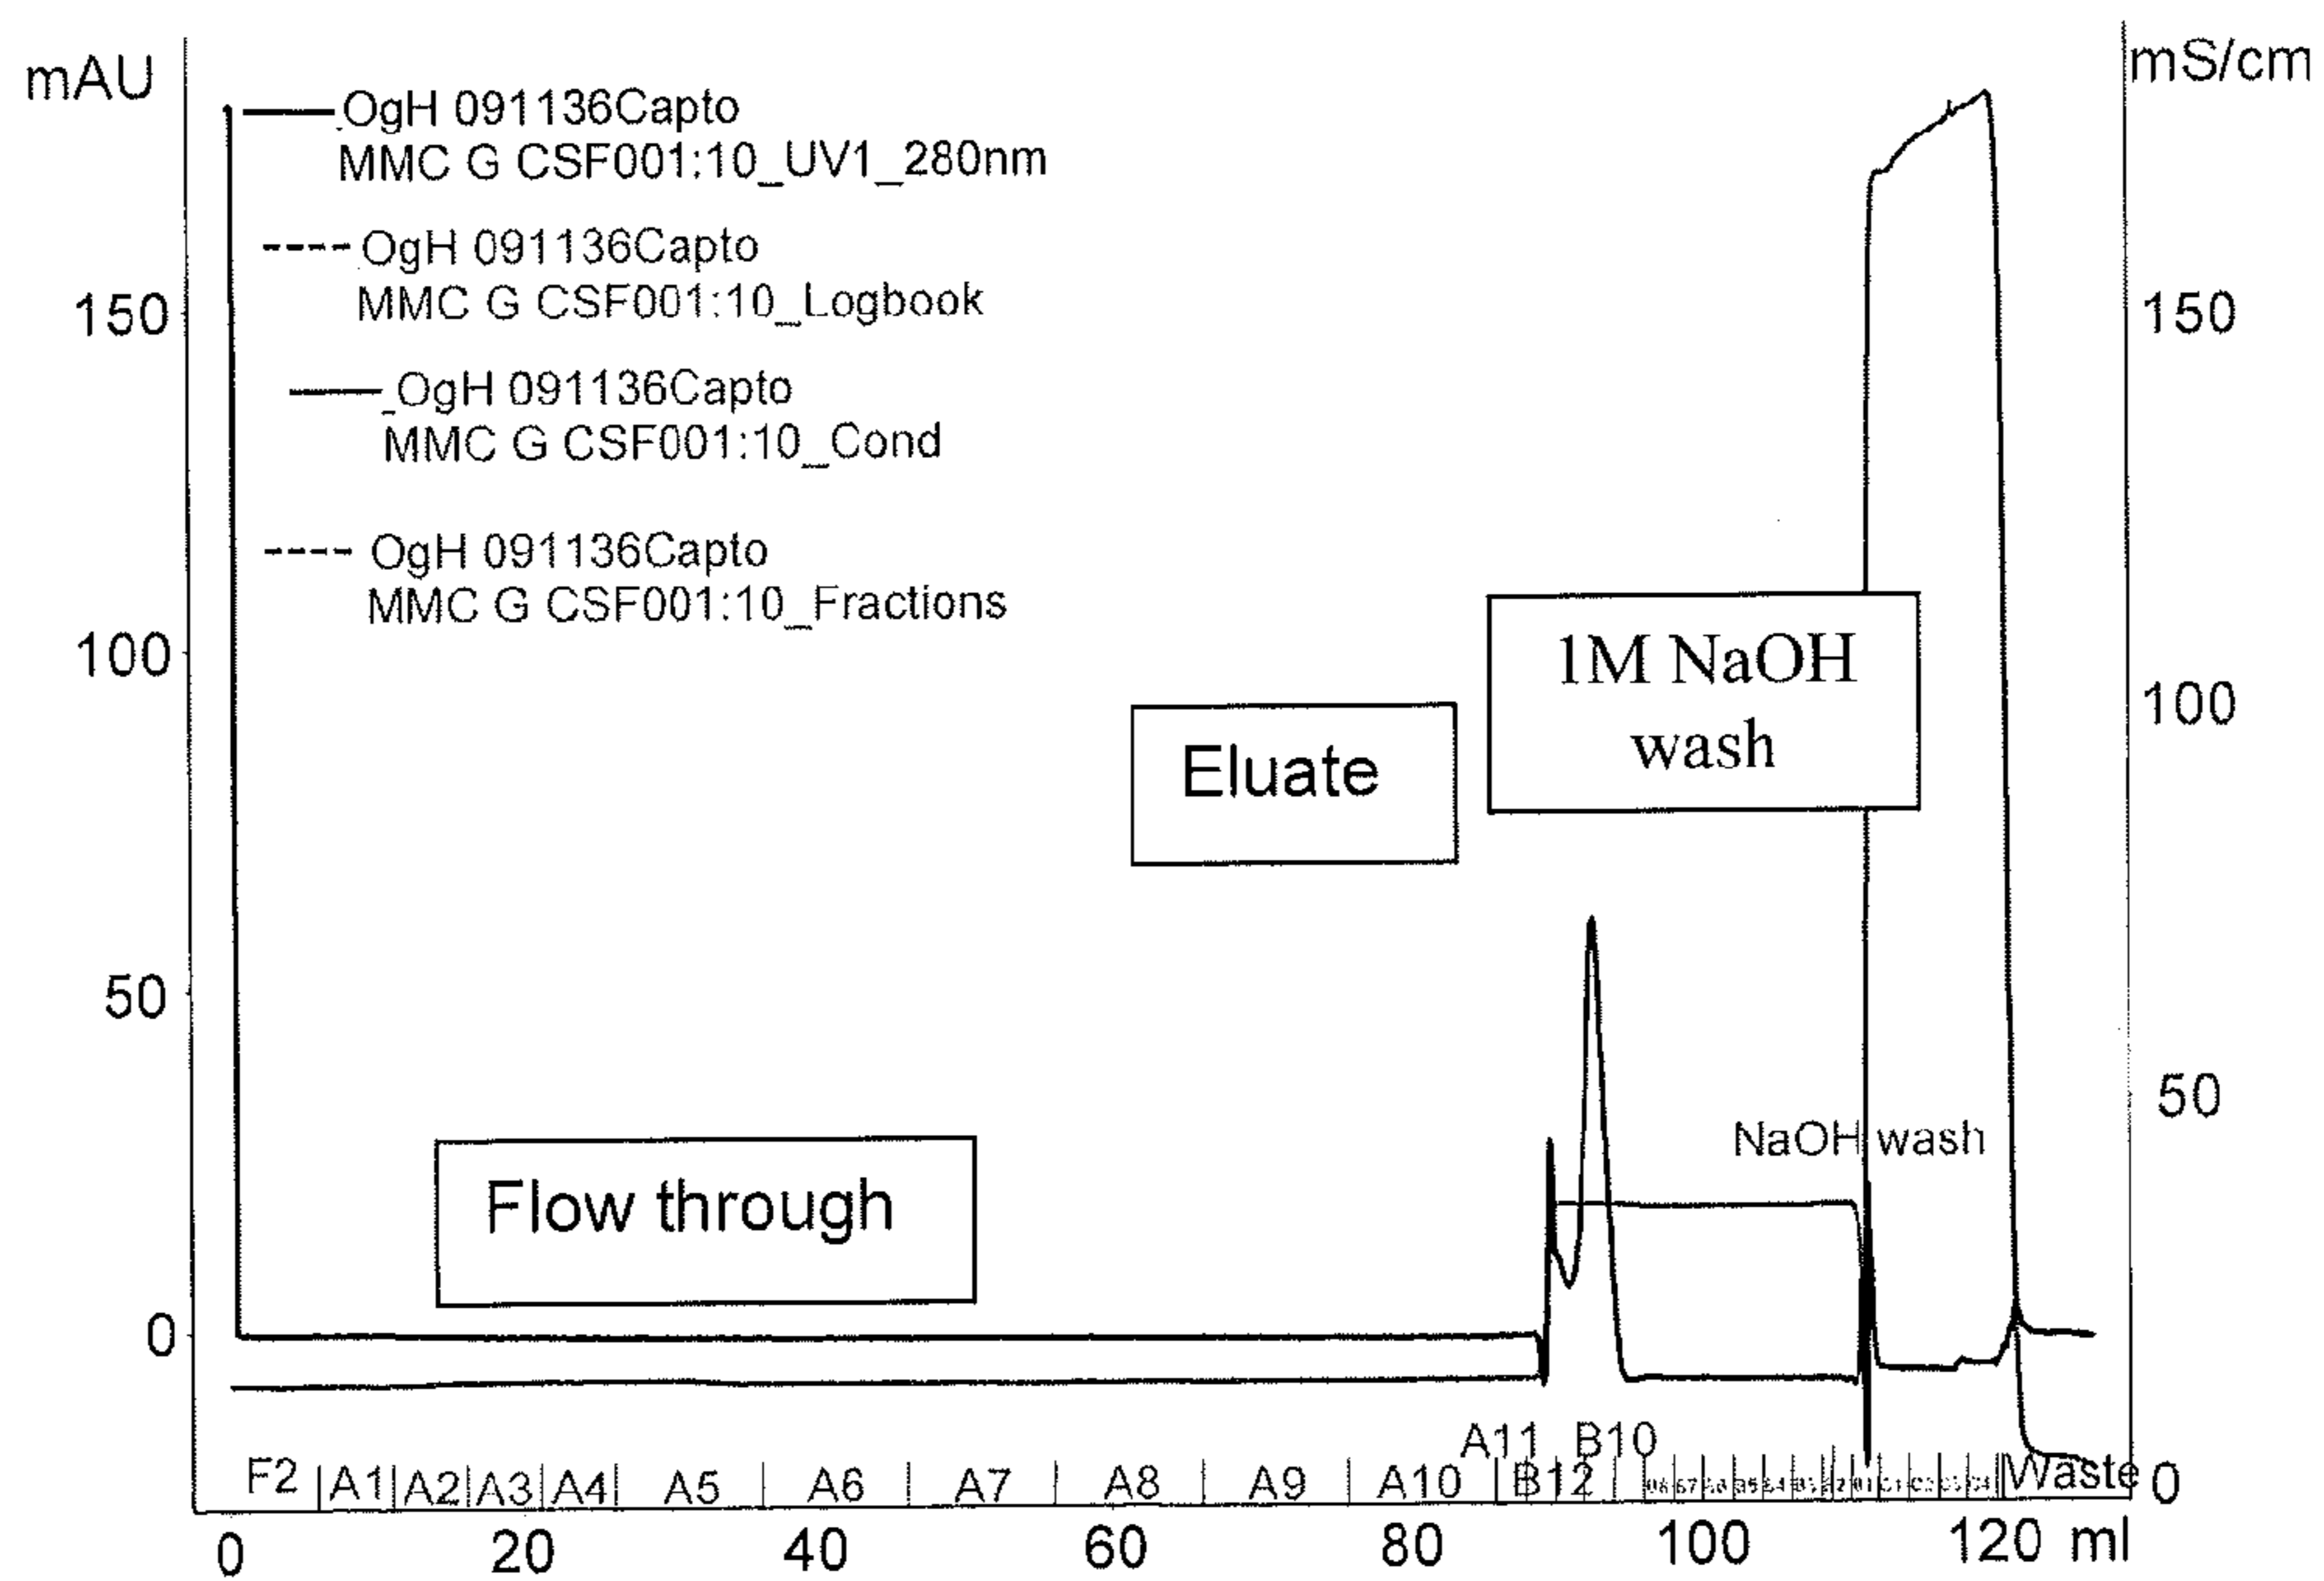 mAU
mS/cm
OgH 091136Capto
MMC G CSF001:10_UV1_280nm
OgH 091136Capto
MMC G CSF001:10_Logbook
OgH 091136Capto
MMC G CSF001:10_Cond
OgH 091136Capto
MMC G CSF001:10_Fractions
150
100
50
0
150
100
50
0
1M NaOH
wash
Eluate
NaOH wash
Flow through
A11 B10
F2 A1 A2 A3 A4 A5 A6 A7 A8 A9 A10 B12 Waste
0 20 40 60 80 100 120 ml